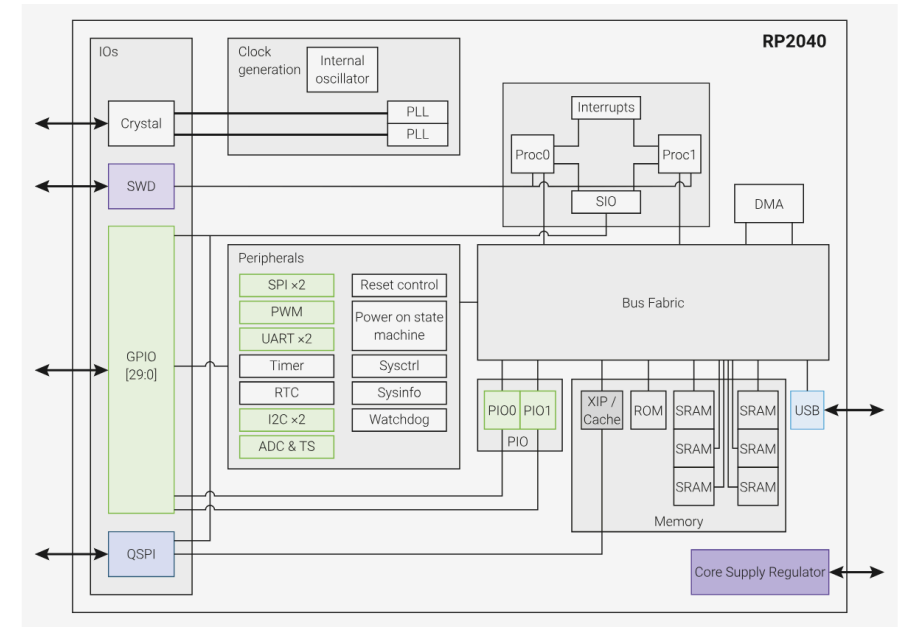 RP2040
IOs
Crystal
SWD
GPIO
[29:0]
QSPI
Clock
generation
Internal
oscillator
PLL
PLL
Interrupts
Proc0
Proc1
SIO
DMA
Peripherals
SPI ×2
PWM
UART ×2
Timer
RTC
I2C ×2
ADC & TS
Reset control
Power on state
machine
Sysctrl
Sysinfo
Watchdog
Bus Fabric
PIO0
PIO1
PIO
XIP /
Cache
ROM
SRAM
SRAM
SRAM
SRAM
SRAM
SRAM
Memory
USB
Core Supply Regulator